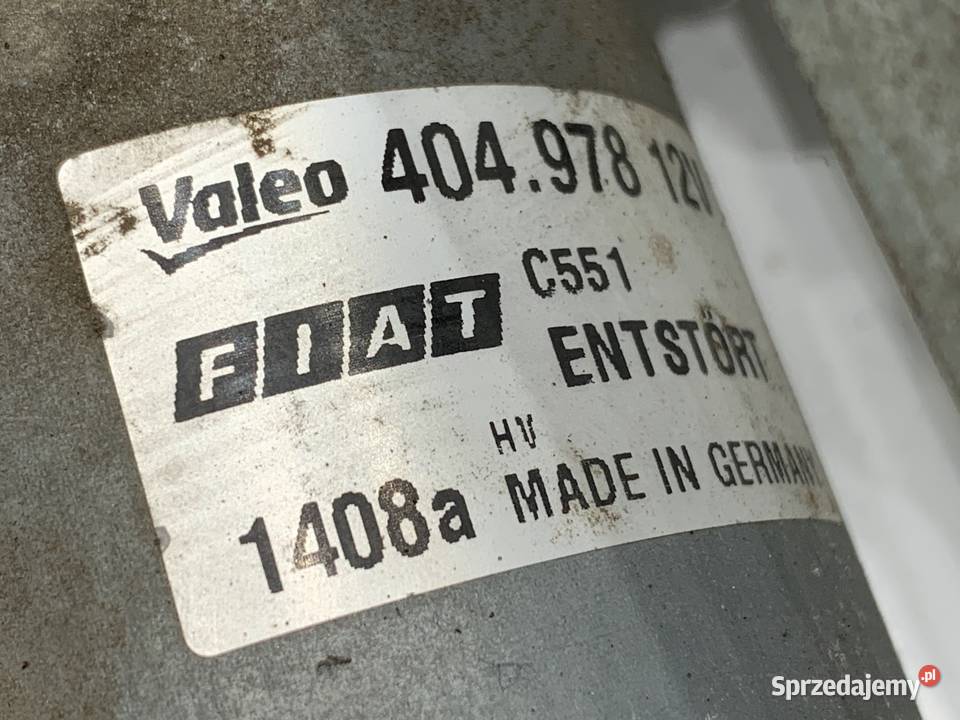 Valeo 404.978 12V
FIAT C551
ENTSTÖRT
HV
1408a MADE IN GERMANY
Sprzedajemy.pl